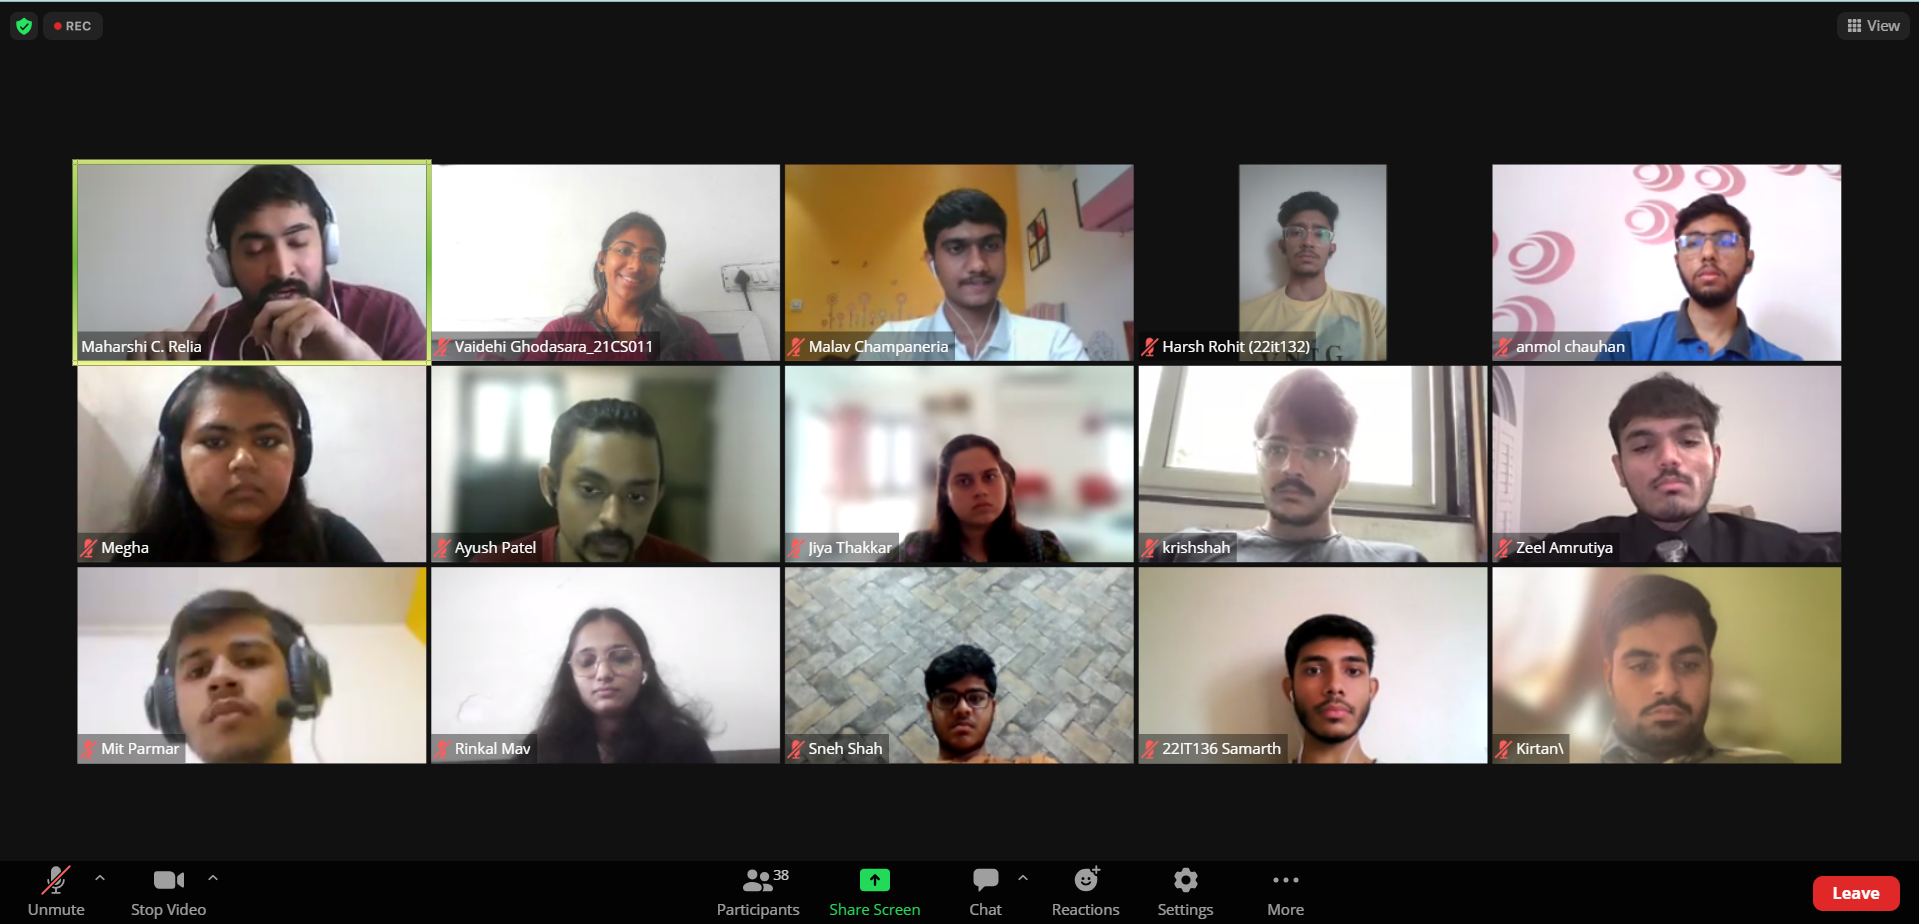 REC
View
Maharshi C. Relia
Vaidehi Ghodasara_21CS011
Malav Champaneria
Harsh Rohit (22it132)
anmol chauhan
Megha
Ayush Patel
Jiya Thakkar
krishshah
Zeel Amrutiya
Mit Parmar
Rinkal Mav
Sneh Shah
22IT136 Samarth
Kirtan\
Unmute
Stop Video
38
Participants
Share Screen
Chat
Reactions
Settings
More
Leave